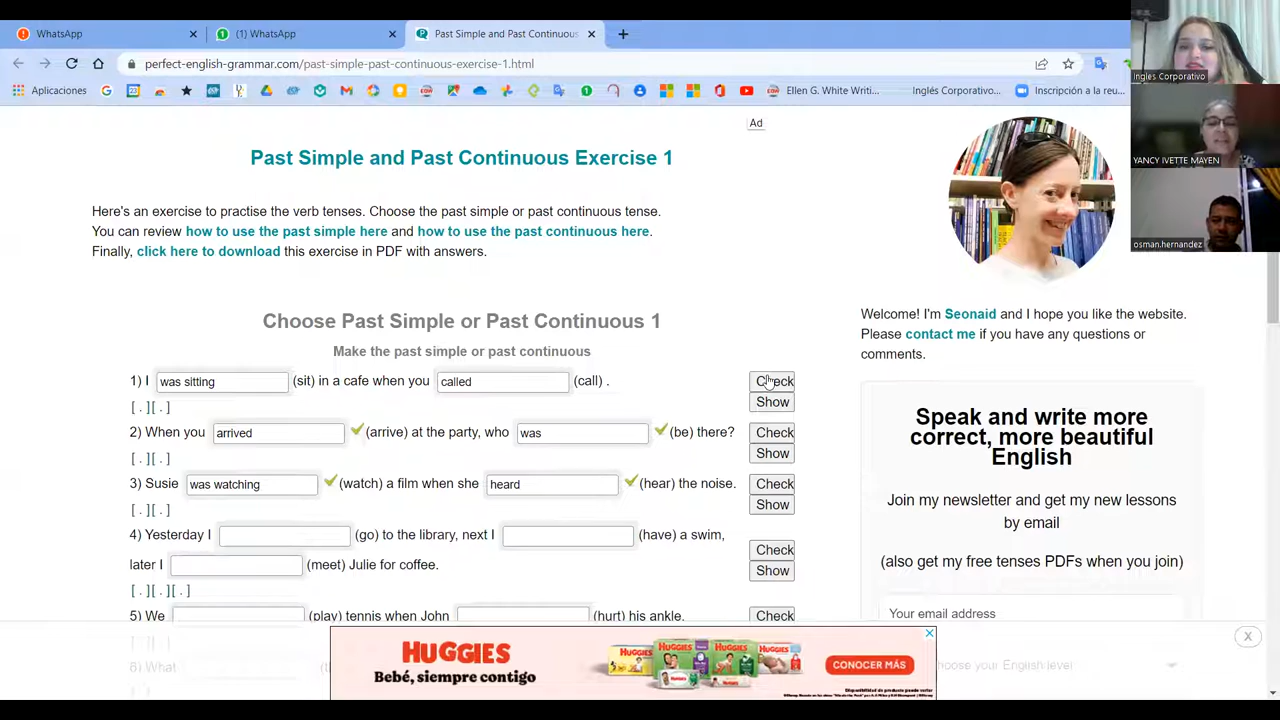 WhatsApp
(1) WhatsApp
Past Simple and Past Continuous
perfect-english-grammar.com/past-simple-past-continuous-exercise-1.html
Aplicaciones
Ellen G. White Writi...
Inglés Corporativo...
Inscripción a la reu...
Ingles Corporativo
YANCY IVETTE MAYEN
osman.hernandez
Ad
Past Simple and Past Continuous Exercise 1
Here's an exercise to practise the verb tenses. Choose the past simple or past continuous tense.
You can review how to use the past simple here and how to use the past continuous here.
Finally, click here to download this exercise in PDF with answers.
Choose Past Simple or Past Continuous 1
Make the past simple or past continuous
1) I was sitting (sit) in a cafe when you called (call) .
Check
Show
[ . ][ . ]
2) When you arrived (arrive) at the party, who was (be) there?
Check
Show
[ . ][ . ]
3) Susie was watching (watch) a film when she heard (hear) the noise.
Check
Show
[ . ][ . ]
4) Yesterday I (go) to the library, next I (have) a swim,
later I (meet) Julie for coffee.
Check
Show
[ . ][ . ][ . ]
5) We (play) tennis when John (hurt) his ankle.
Check
6) What
Welcome! I'm Seonaid and I hope you like the website.
Please contact me if you have any questions or
comments.
Speak and write more
correct, more beautiful
English
Join my newsletter and get my new lessons
by email
(also get my free tenses PDFs when you join)
Your email address
choose your English level
X
HUGGIES
Bebé, siempre contigo
CONOCER MÁS